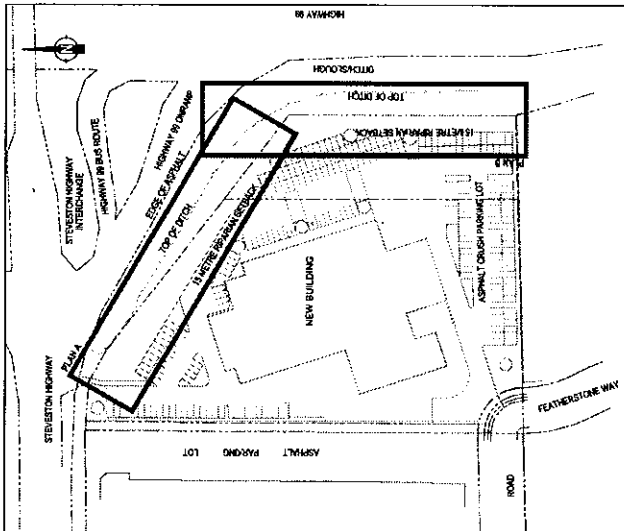 HIGHWAY 99
N
DITCH/SLOUGH
TOP OF DITCH
15 METRE RIPARIAN SETBACK
PLAN B
HIGHWAY 99 ONRAMP
EDGE OF ASPHALT
TOP OF DITCH
15 METRE RIPARIAN SETBACK
HIGHWAY 99 BUS ROUTE
STEVESTON HIGHWAY
INTERCHANGE
PLAN A
STEVESTON HIGHWAY
NEW BUILDING
ASPHALT CRUSH PARKING LOT
ASPHALT PARKING LOT
FEATHERSTONE WAY
ROAD